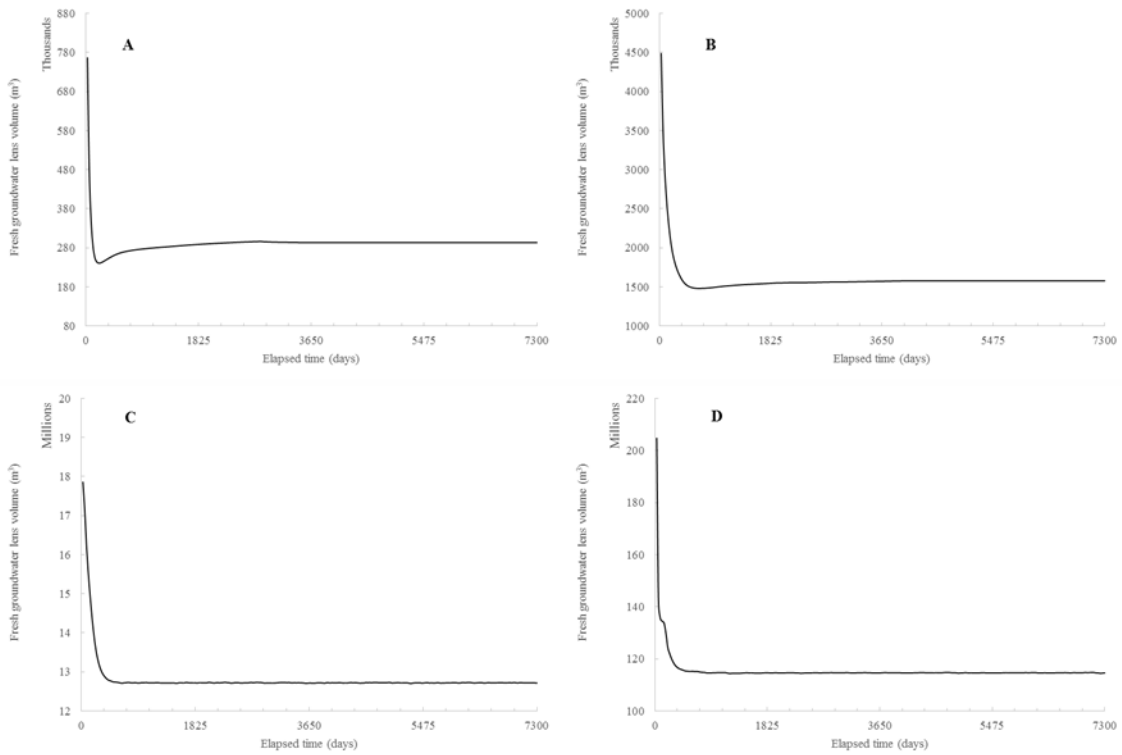 A
Thousands
Fresh groundwater lens volume (m³)
880
780
680
580
480
380
280
180
80
0 1825 3650 5475 7300
Elapsed time (days)
B
Thousands
Fresh groundwater lens volume (m³)
5000
4500
4000
3500
3000
2500
2000
1500
1000
0 1825 3650 5475 7300
Elapsed time (days)
C
Millions
Fresh groundwater lens volume (m³)
20
19
18
17
16
15
14
13
12
0 1825 3650 5475 7300
Elapsed time (days)
D
Millions
Fresh groundwater lens volume (m³)
220
200
180
160
140
120
100
0 1825 3650 5475 7300
Elapsed time (days)